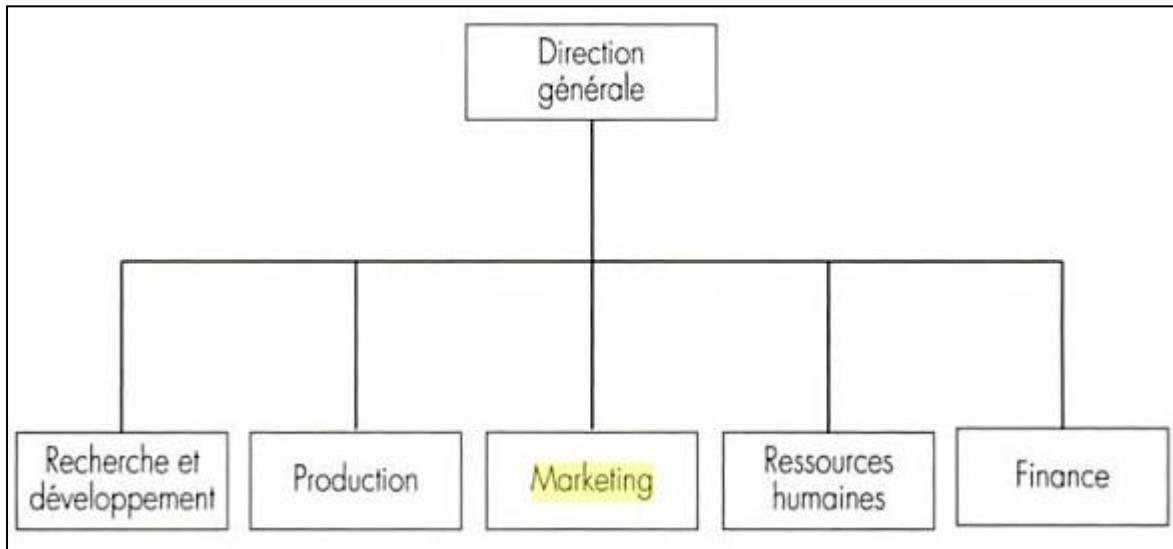 Direction
générale
Recherche et
développement
Production
Marketing
Ressources
humaines
Finance